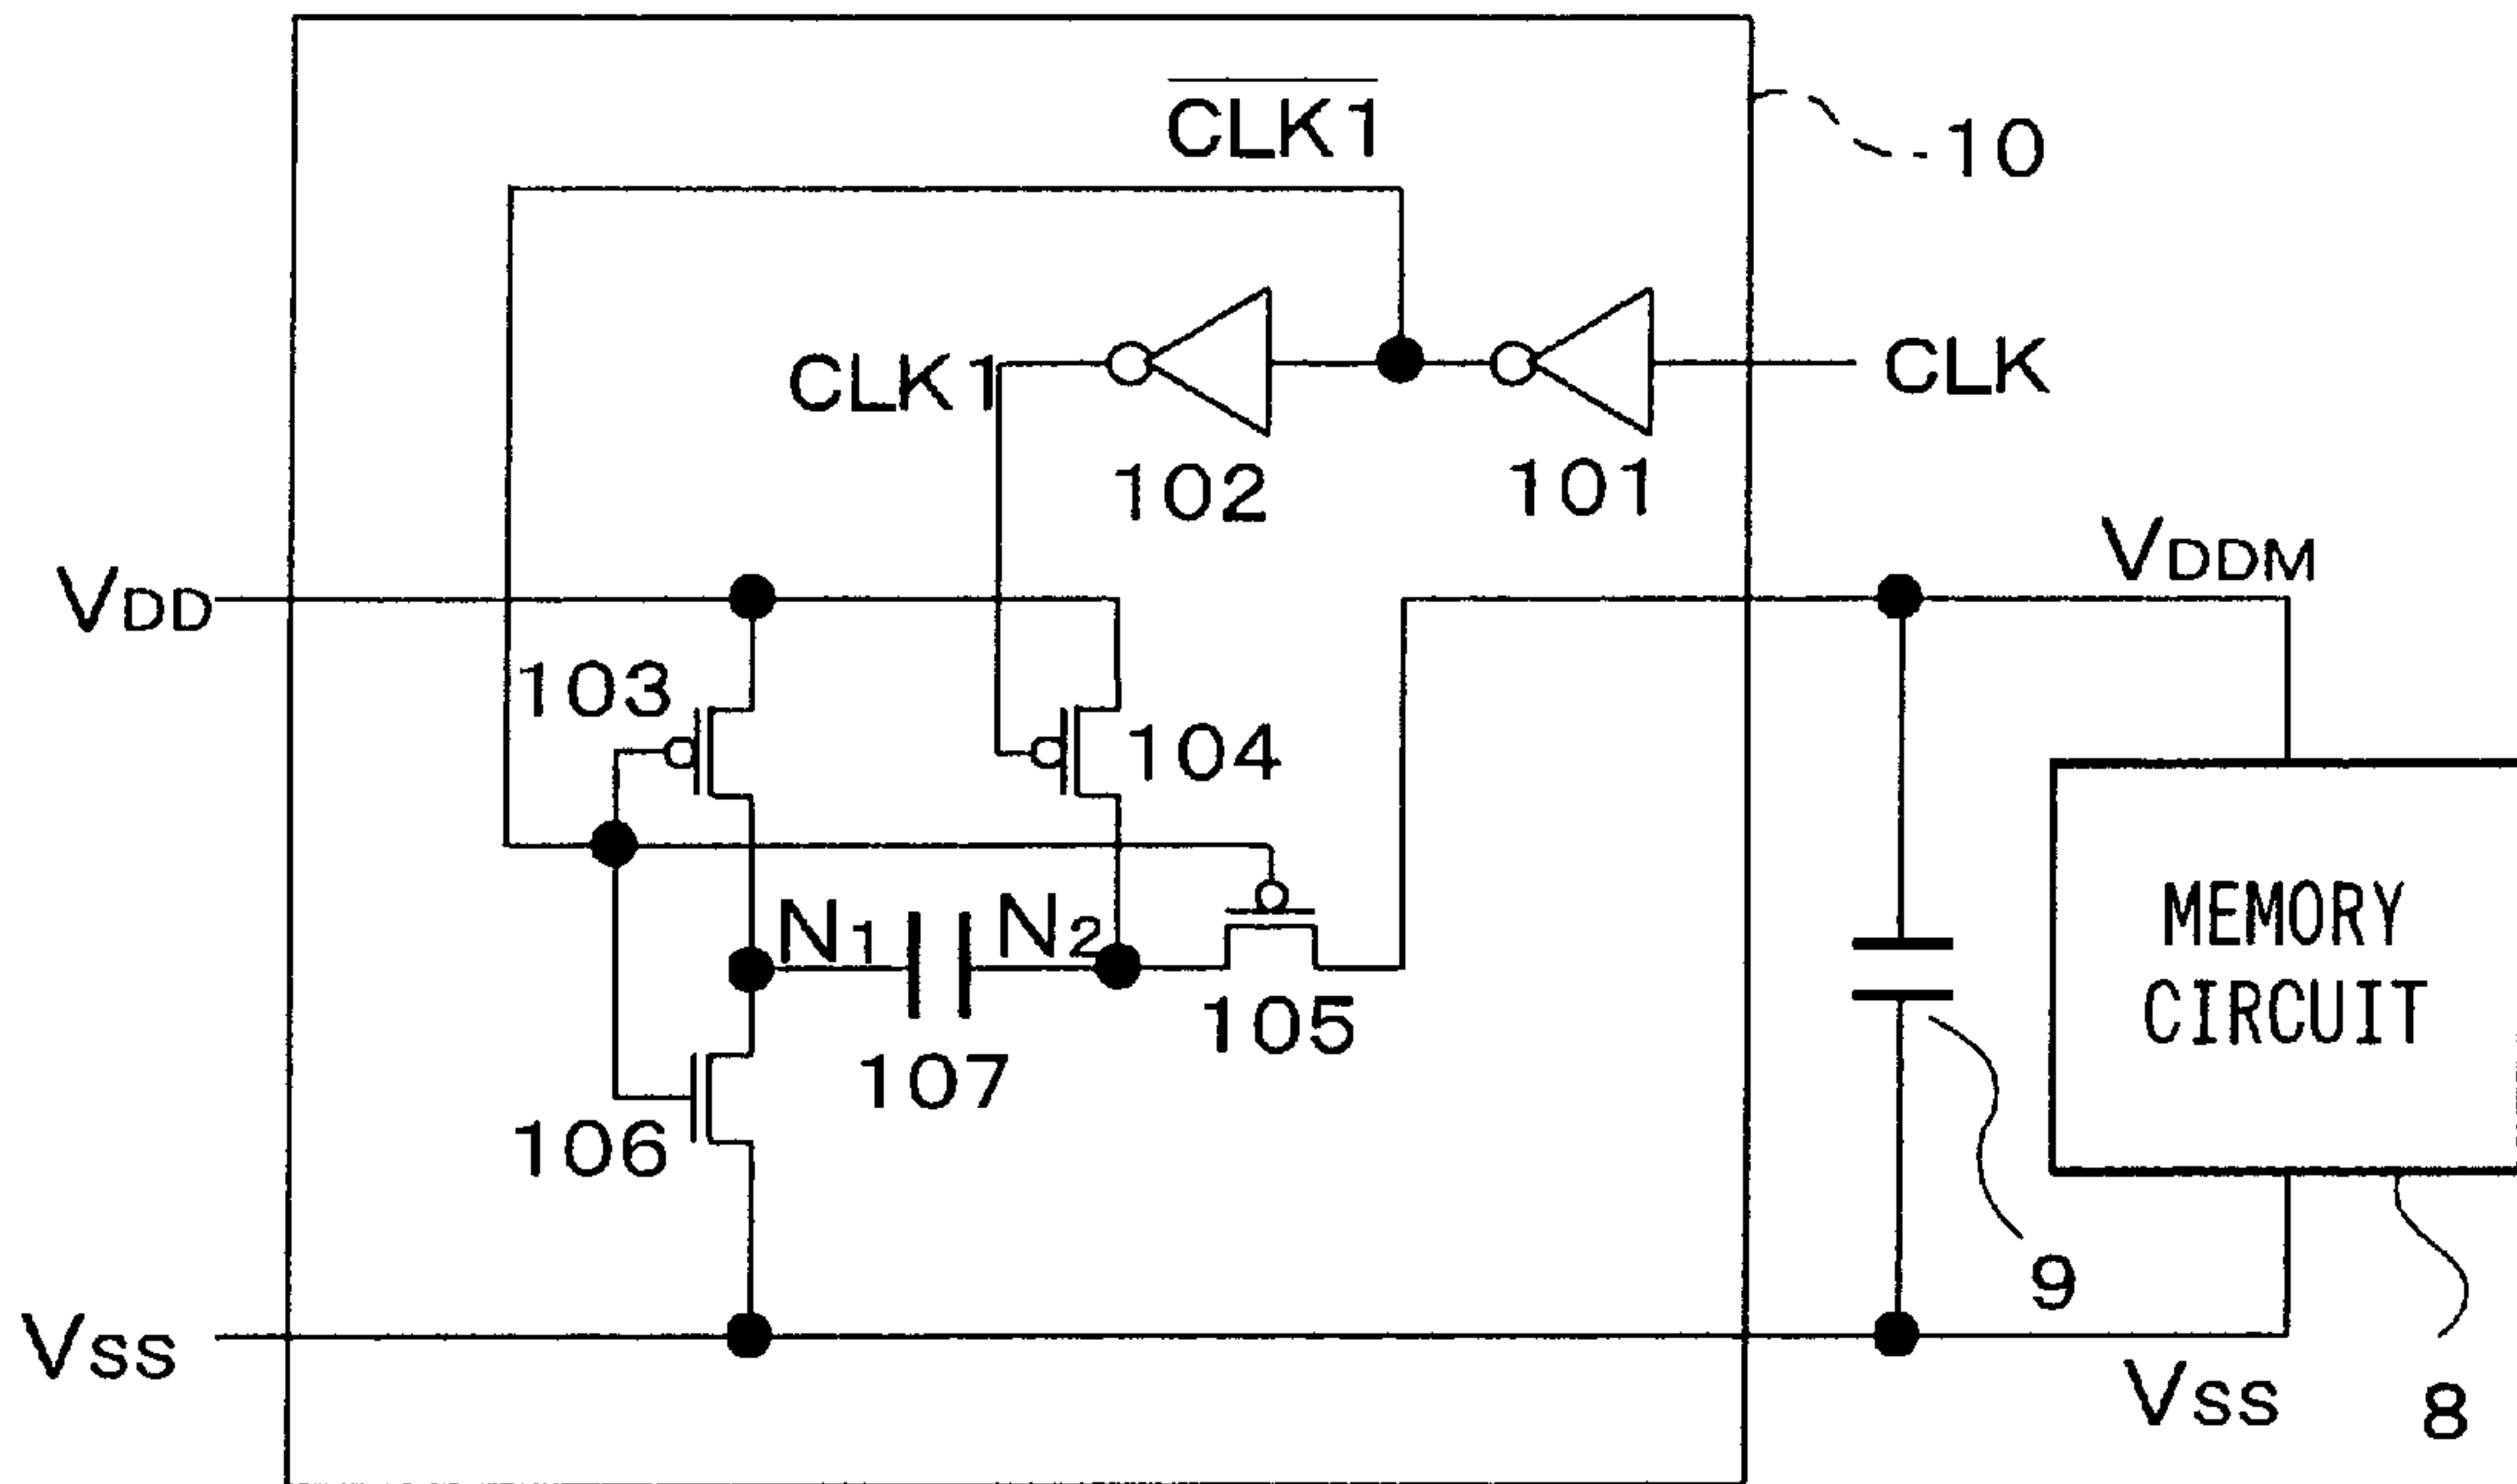 C̅L̅K̅1̅
10
CLK1
CLK
102
101
VDD
VDDM
103
104
N1
N2
MEMORY
CIRCUIT
105
107
106
9
VSS
VSS
8